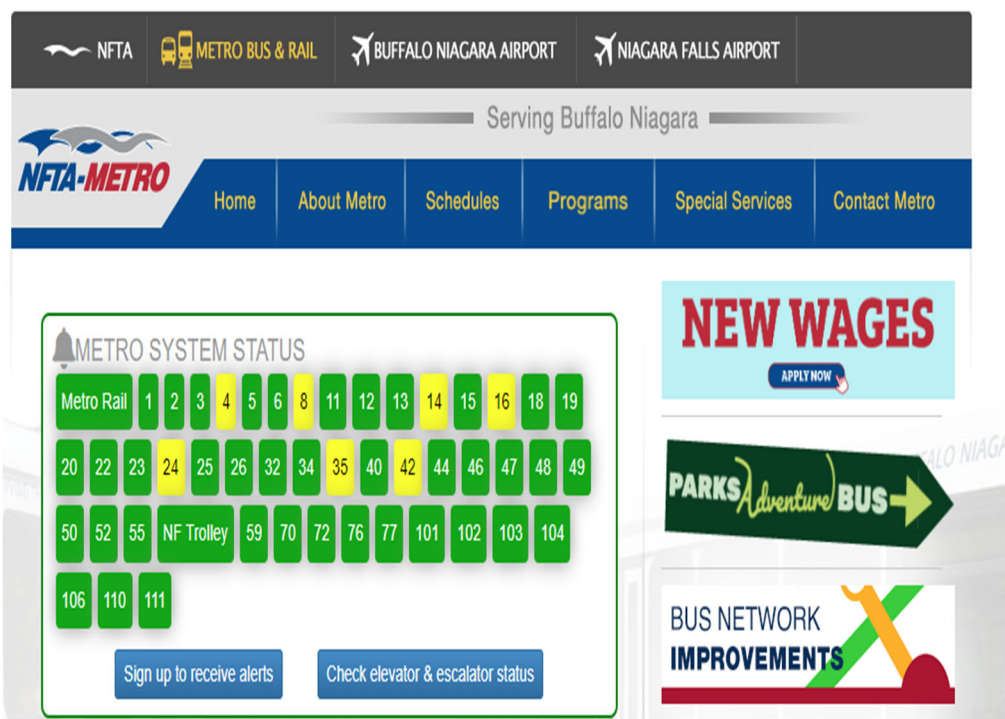 NFTA METRO BUS & RAIL BUFFALO NIAGARA AIRPORT NIAGARA FALLS AIRPORT
Serving Buffalo Niagara
NFTA-METRO
Home About Metro Schedules Programs Special Services Contact Metro
METRO SYSTEM STATUS
Metro Rail 1 2 3 4 5 6 8 11 12 13 14 15 16 18 19
20 22 23 24 25 26 32 34 35 40 42 44 46 47 48 49
50 52 55 NF Trolley 59 70 72 76 77 101 102 103 104
106 110 111
Sign up to receive alerts Check elevator & escalator status
NEW WAGES
APPLY NOW
PARKS Adventure BUS
BUS NETWORK
IMPROVEMENTS